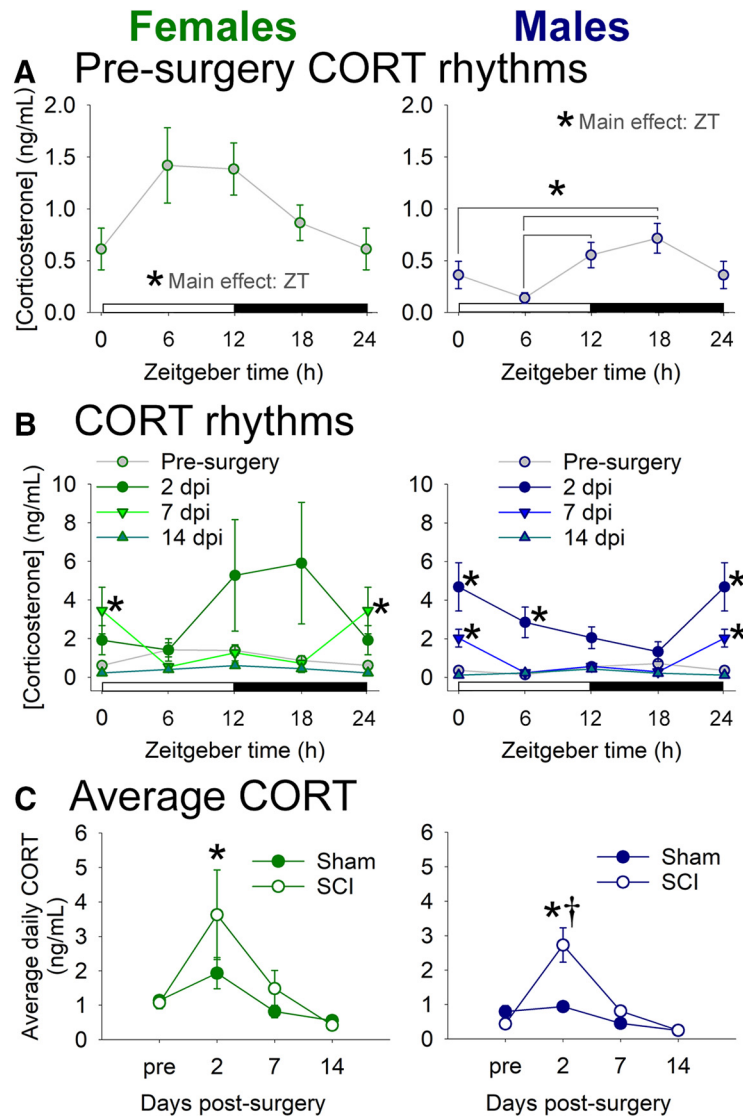 Females Males
A Pre-surgery CORT rhythms
[Corticosterone] (ng/mL)
2.0
1.5
1.0
0.5
0.0
* Main effect: ZT
0 6 12 18 24
Zeitgeber time (h)
2.0
1.5
1.0
0.5
0.0
* Main effect: ZT
*
0 6 12 18 24
Zeitgeber time (h)
B CORT rhythms
[Corticosterone] (ng/mL)
Pre-surgery
2 dpi
7 dpi
14 dpi
10
8
6
4
2
0
* *
0 6 12 18 24
Zeitgeber time (h)
Pre-surgery
2 dpi
7 dpi
14 dpi
10
8
6
4
2
0
* *
*
* *
0 6 12 18 24
Zeitgeber time (h)
C Average CORT
Average daily CORT
(ng/mL)
6
5
4
3
2
1
0
*
Sham
SCI
pre 2 7 14
Days post-surgery
6
5
4
3
2
1
0
*†
Sham
SCI
pre 2 7 14
Days post-surgery